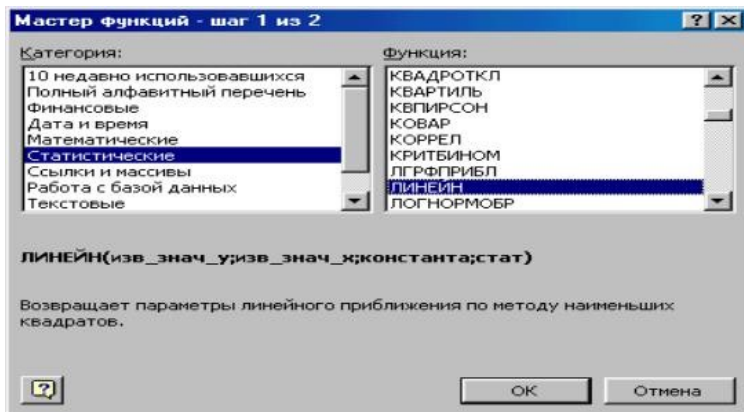 Мастер функций - шаг 1 из 2
Категория:
10 недавно использовавшихся
Полный алфавитный перечень
Финансовые
Дата и время
Математические
Статистические
Ссылки и массивы
Работа с базой данных
Текстовые
Функция:
КВАДРОТКЛ
КВАРТИЛЬ
КВПИРСОН
КОВАР
КОРРЕЛ
КРИТБИНОМ
ЛГРФПРИБЛ
ЛИНЕЙН
ЛОГНОРМОБР
ЛИНЕЙН(изв_знач_y;изв_знач_x;константа;стат)
Возвращает параметры линейного приближения по методу наименьших
квадратов.
OK
Отмена